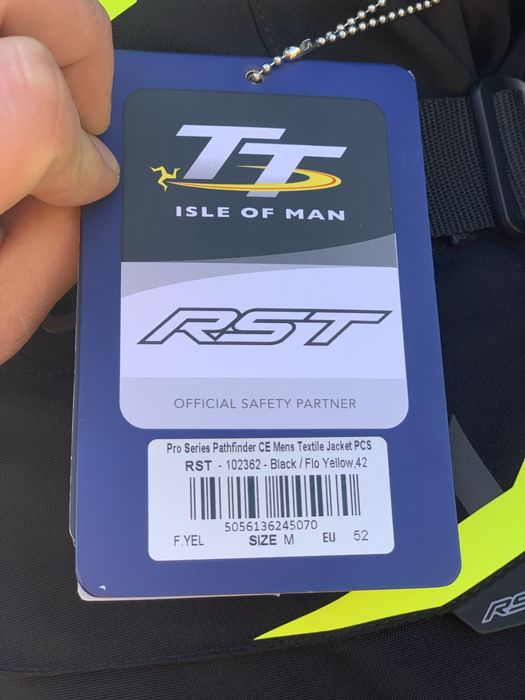 TT
ISLE OF MAN
RST
OFFICIAL SAFETY PARTNER
Pro Series Pathfinder CE Mens Textile Jacket PCS
RST - 102362 - Black / Flo Yellow,42
5056136245070
F.YEL SIZE M EU 52
RS